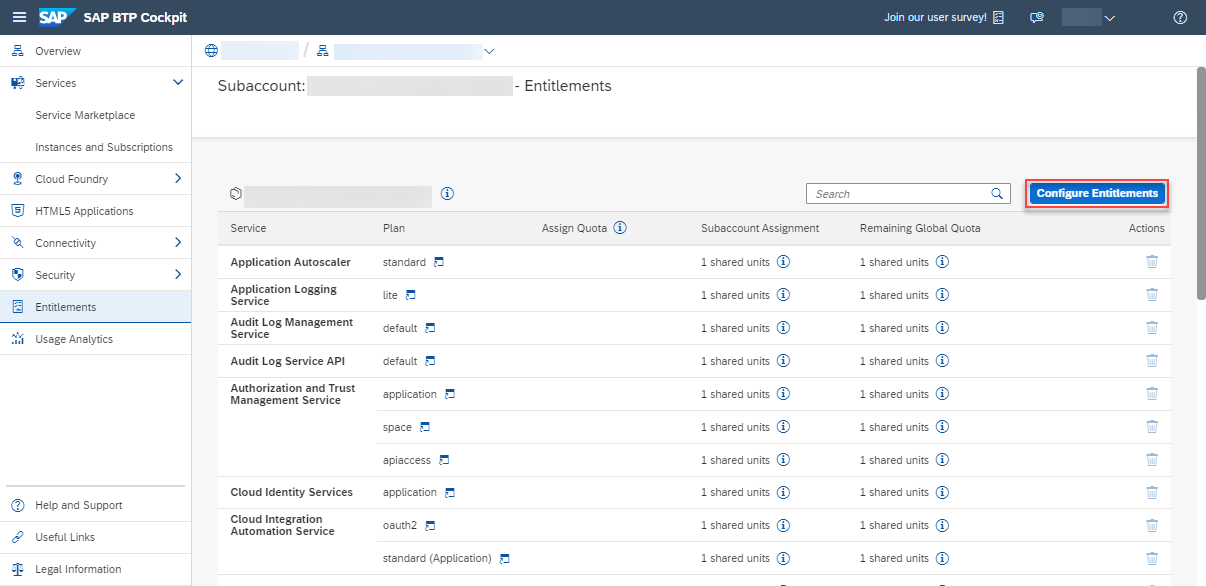 SAP SAP BTP Cockpit
Join our user survey!
Overview
Services
Service Marketplace
Instances and Subscriptions
Cloud Foundry
HTML5 Applications
Connectivity
Security
Entitlements
Usage Analytics
Help and Support
Useful Links
Legal Information
/
Subaccount: - Entitlements
Search
Configure Entitlements
Service Plan Assign Quota Subaccount Assignment Remaining Global Quota Actions
Application Autoscaler standard 1 shared units 1 shared units
Application Logging
Service
lite 1 shared units 1 shared units
Audit Log Management
Service
default 1 shared units 1 shared units
Audit Log Service API default 1 shared units 1 shared units
Authorization and Trust
Management Service
application 1 shared units 1 shared units
space 1 shared units 1 shared units
apiaccess 1 shared units 1 shared units
Cloud Identity Services application 1 shared units 1 shared units
Cloud Integration
Automation Service
oauth2 1 shared units 1 shared units
standard (Application) 1 shared units 1 shared units